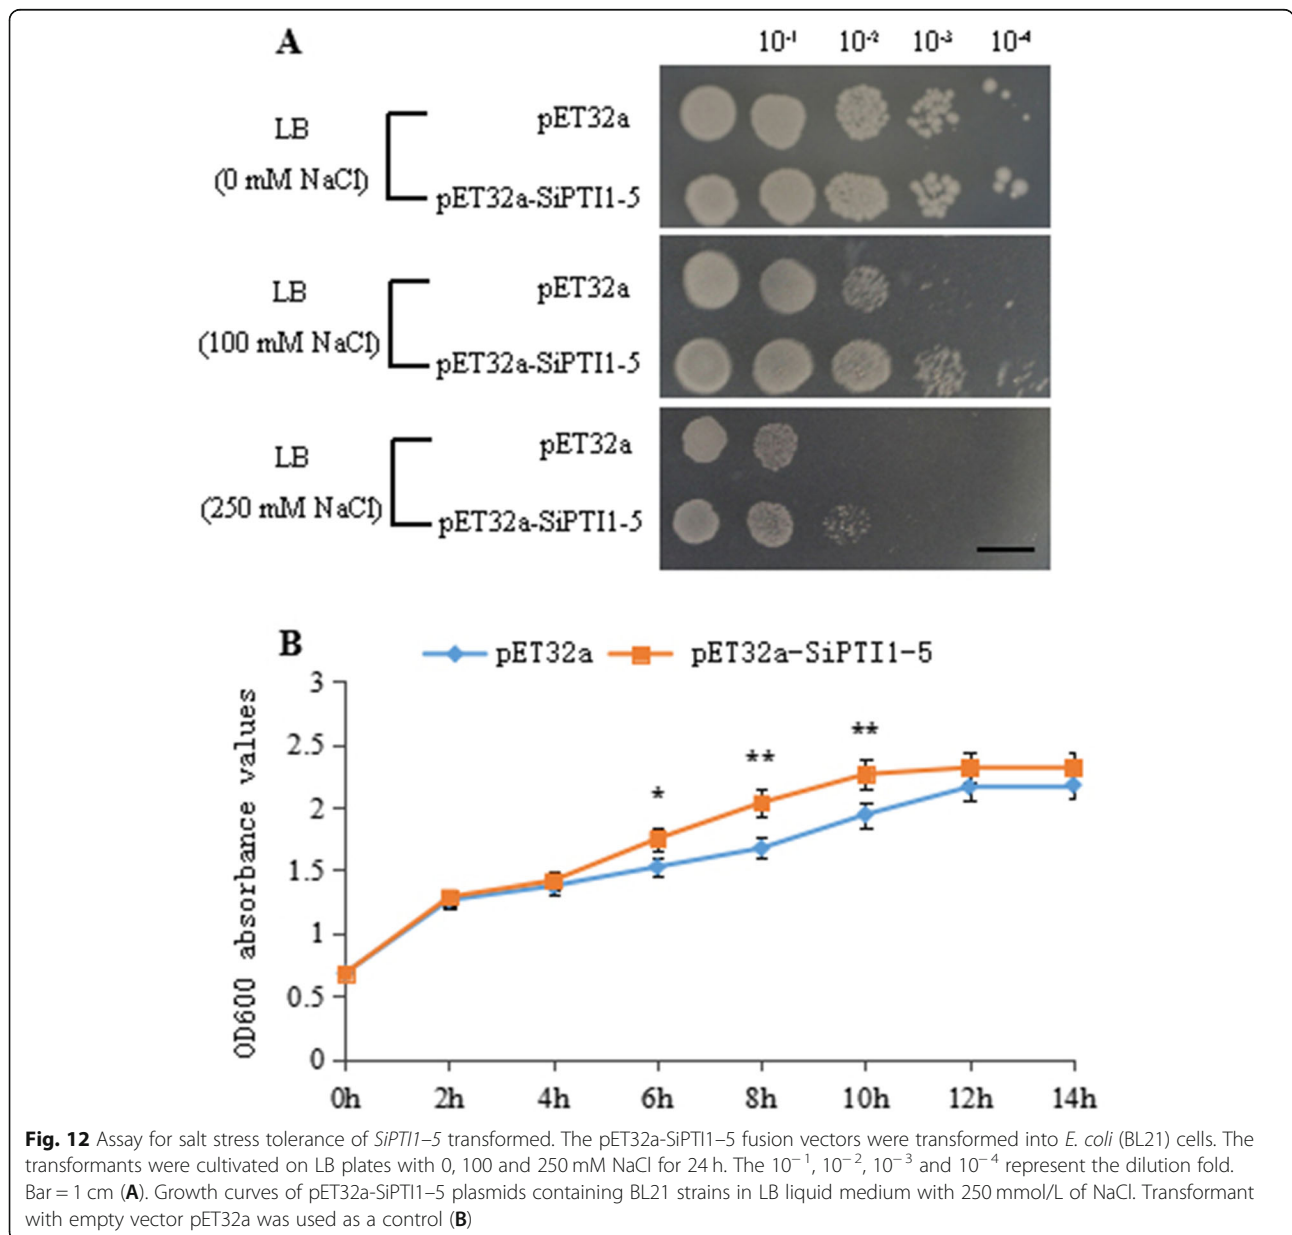 A
10⁻¹ 10⁻² 10⁻³ 10⁻⁴
pET32a
LB
(0 mM NaCl)
pET32a-SiPTI1-5
pET32a
LB
(100 mM NaCl)
pET32a-SiPTI1-5
pET32a
LB
(250 mM NaCl)
pET32a-SiPTI1-5
B
pET32a pET32a-SiPTI1-5
OD600 absorbance values
3
2.5
2
1.5
1
0.5
0
* ** **
0h 2h 4h 6h 8h 10h 12h 14h
Fig. 12 Assay for salt stress tolerance of SiPTI1–5 transformed. The pET32a-SiPTI1–5 fusion vectors were transformed into E. coli (BL21) cells. The
transformants were cultivated on LB plates with 0, 100 and 250 mM NaCl for 24 h. The 10⁻¹, 10⁻², 10⁻³ and 10⁻⁴ represent the dilution fold.
Bar = 1 cm (A). Growth curves of pET32a-SiPTI1–5 plasmids containing BL21 strains in LB liquid medium with 250 mmol/L of NaCl. Transformant
with empty vector pET32a was used as a control (B)